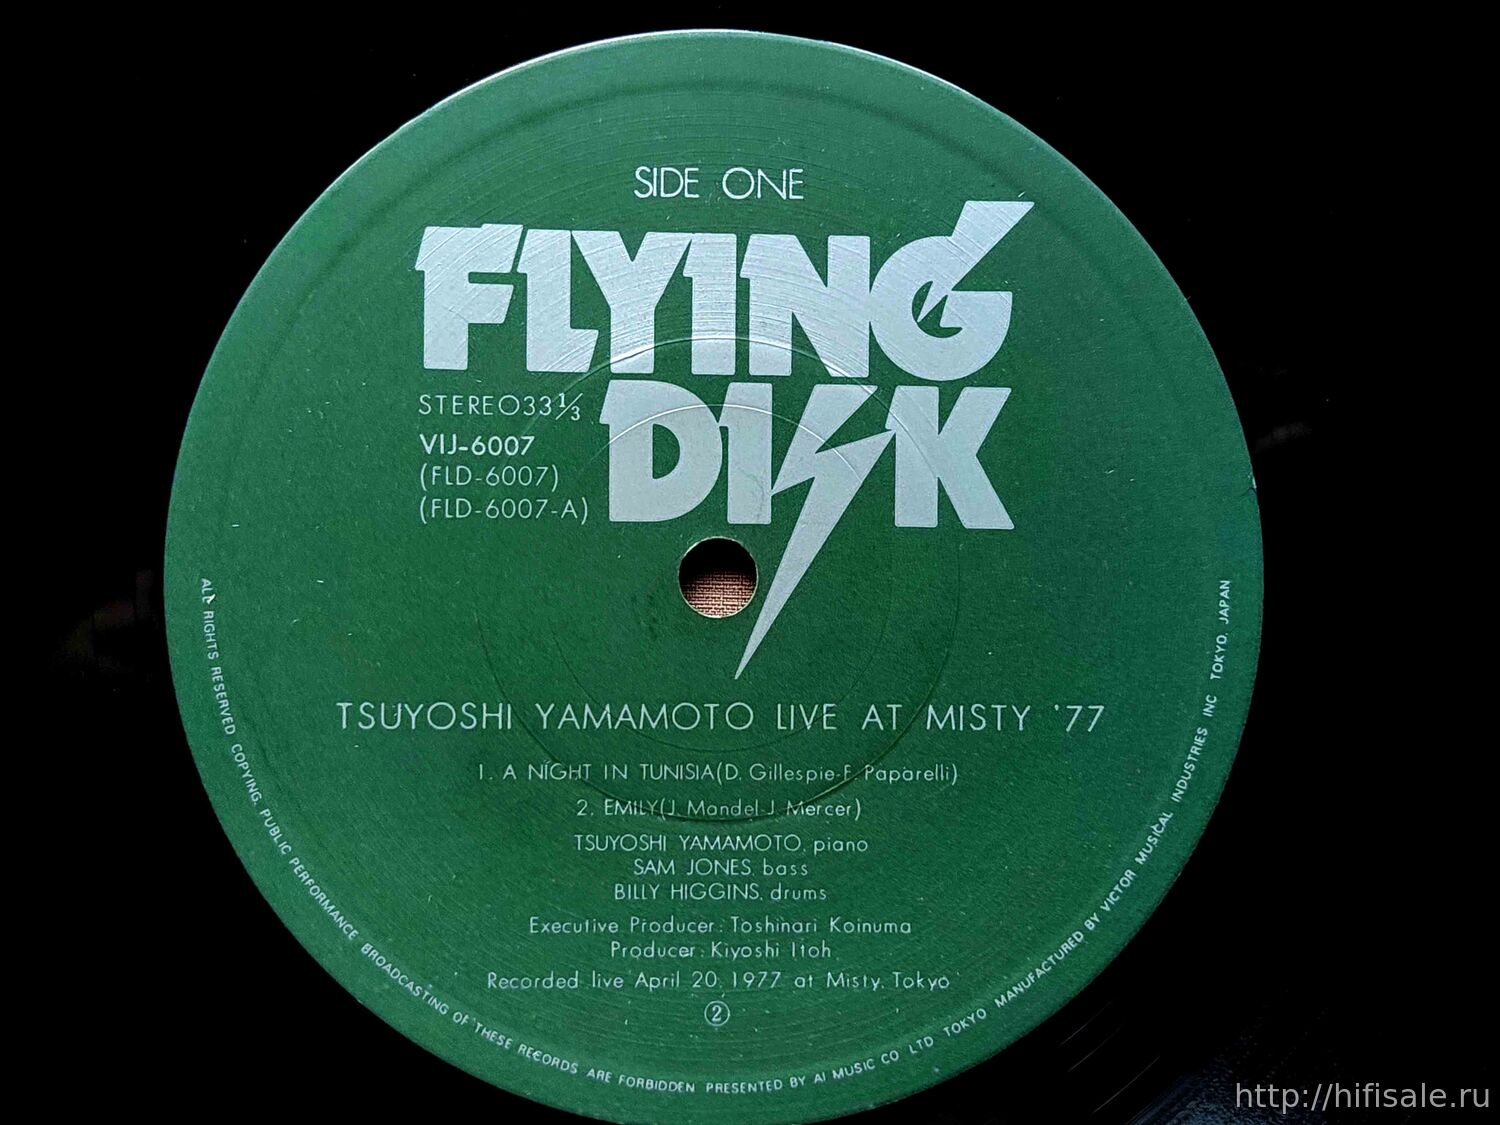 SIDE ONE
FLYING
DISK
STEREO33⅓
VIJ-6007
(FLD-6007)
(FLD-6007-A)
TSUYOSHI YAMAMOTO LIVE AT MISTY '77
1. A NIGHT IN TUNISIA(D. Gillespie-F. Paparelli)
2. EMILY(J. Mandel-J. Mercer)
TSUYOSHI YAMAMOTO, piano
SAM JONES, bass
BILLY HIGGINS, drums
Executive Producer: Toshinari Koinuma
Producer: Kiyoshi Itoh
Recorded live April 20, 1977 at Misty, Tokyo
②
ALL RIGHTS RESERVED COPYING, PUBLIC PERFORMANCE BROADCASTING OF THESE RECORDS ARE FORBIDDEN PRESENTED BY AI MUSIC CO LTD TOKYO MANUFACTURED BY VICTOR MUSICAL INDUSTRIES INC TOKYO, JAPAN
http://hifisale.ru